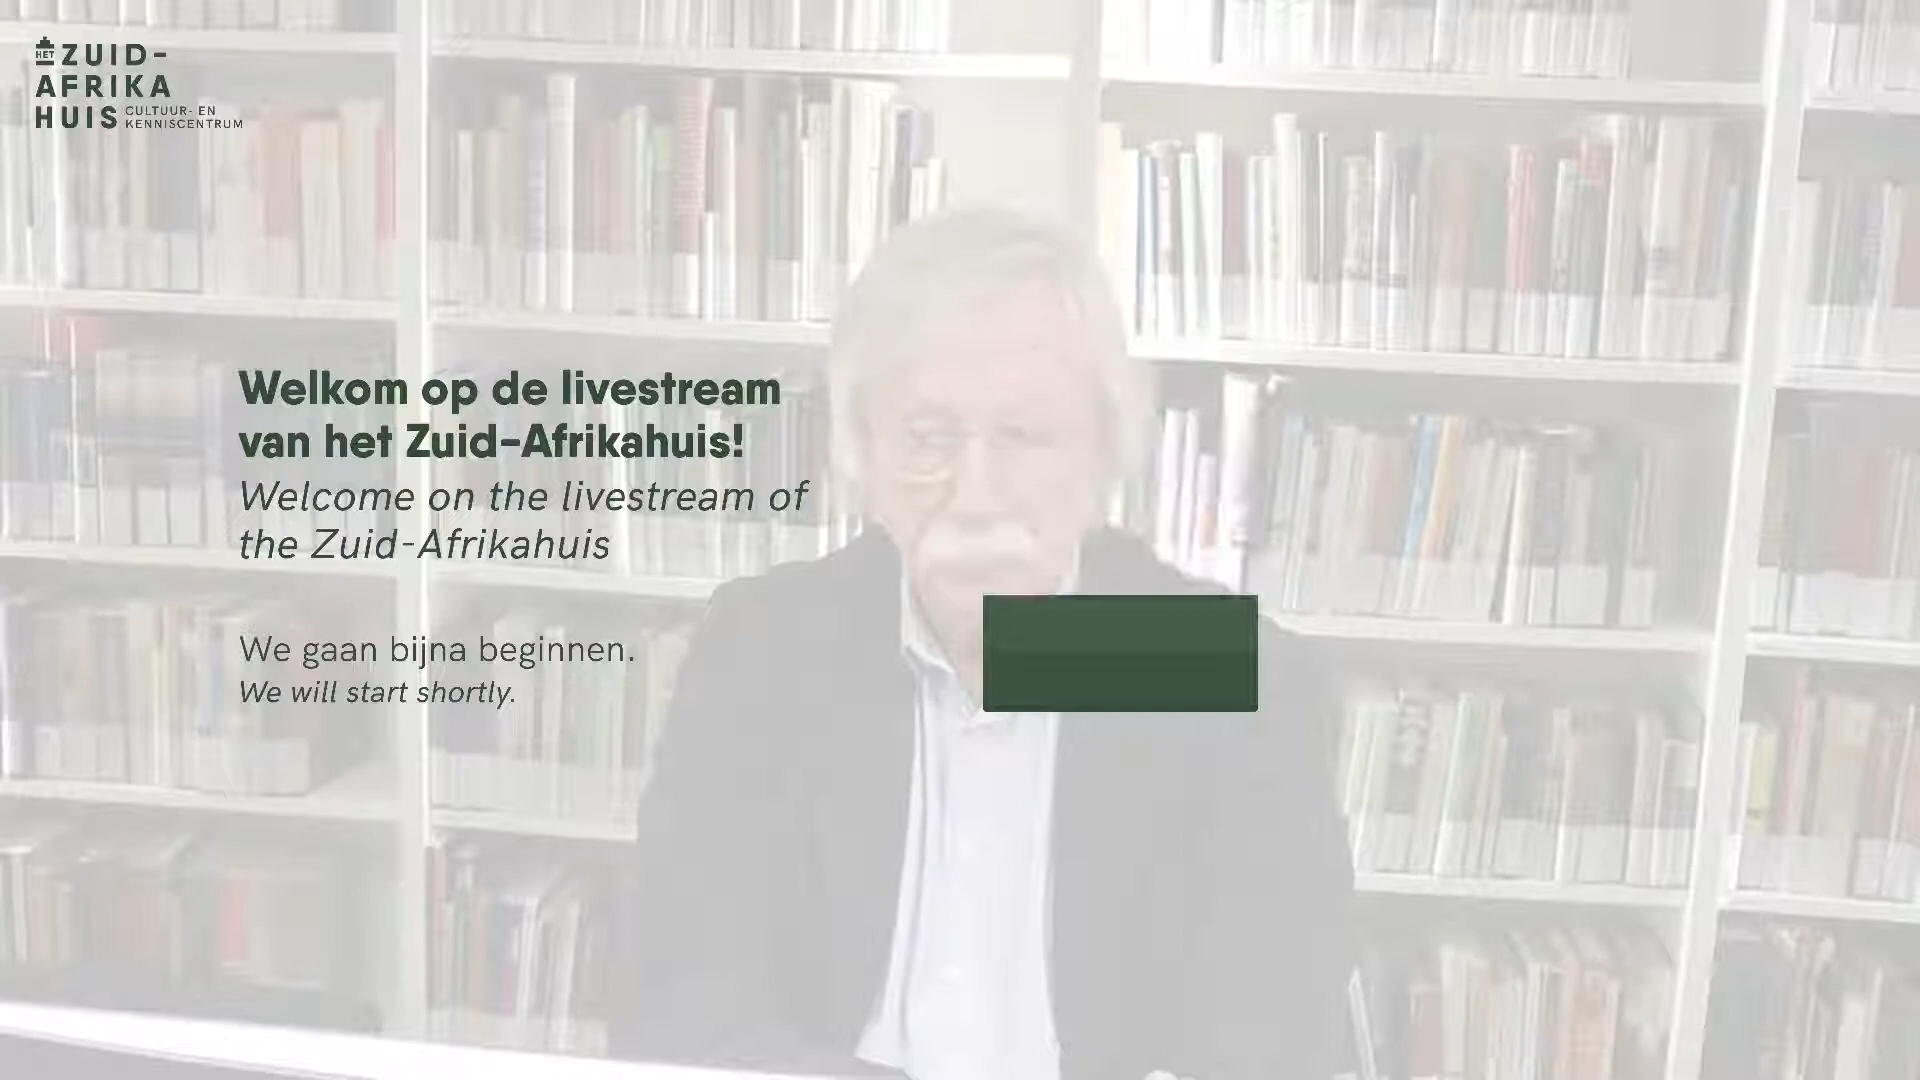 HET ZUID-
AFRIKA
HUIS CULTUUR- EN
KENNISCENTRUM
Welkom op de livestream
van het Zuid-Afrikahuis!
Welcome on the livestream of
the Zuid-Afrikahuis
We gaan bijna beginnen.
We will start shortly.